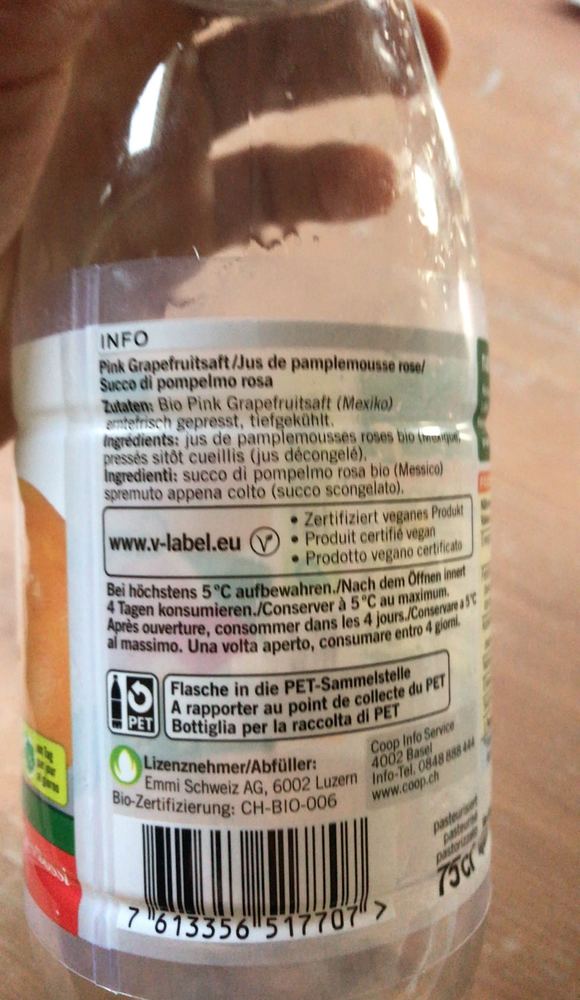 INFO
Pink Grapefruitsaft/Jus de pamplemousse rose/
Succo di pompelmo rosa
Zutaten: Bio Pink Grapefruitsaft (Mexiko)
erntefrisch gepresst, tiefgekühlt.
Ingrédients: jus de pamplemousses roses bio (Mexique,
pressés sitôt cueillis (jus décongelé).
Ingredienti: succo di pompelmo rosa bio (Messico)
spremuto appena colto (succo scongelato).
www.v-label.eu V
• Zertifiziert veganes Produkt
• Produit certifié vegan
• Prodotto vegano certificato
Bei höchstens 5°C aufbewahren./Nach dem Öffnen innert
4 Tagen konsumieren./Conserver à 5°C au maximum.
Après ouverture, consommer dans les 4 jours./Conservare a 5°C
al massimo. Una volta aperto, consumare entro 4 giorni.
PET
Flasche in die PET-Sammelstelle
A rapporter au point de collecte du PET
Bottiglia per la raccolta di PET
Lizenznehmer/Abfüller:
Emmi Schweiz AG, 6002 Luzern
Bio-Zertifizierung: CH-BIO-006
Coop Info Service
4002 Basel
Info-Tel. 0848 888 444
www.coop.ch
pasteurisiert
pasteurisé
pastorizzato
75cl
7 613356 517707 >